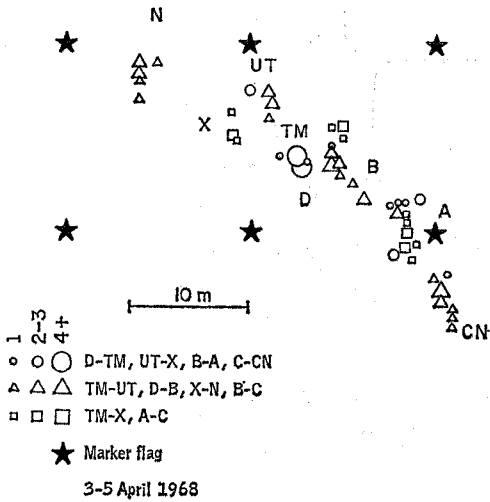 N
UT
X
TM
B
D
A
10 m
CN
1 2-3 4+
D-TM, UT-X, B-A, C-CN
TM-UT, D-B, X-N, B-C
TM-X, A-C
Marker flag
3-5 April 1968